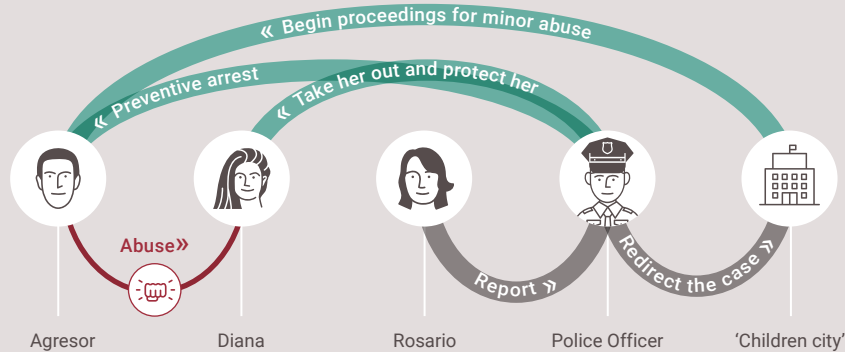 « Begin proceedings for minor abuse
« Preventive arrest
« Take her out and protect her
Abuse»
Report »
Redirect the case »
Agresor
Diana
Rosario
Police Officer
‘Children city’